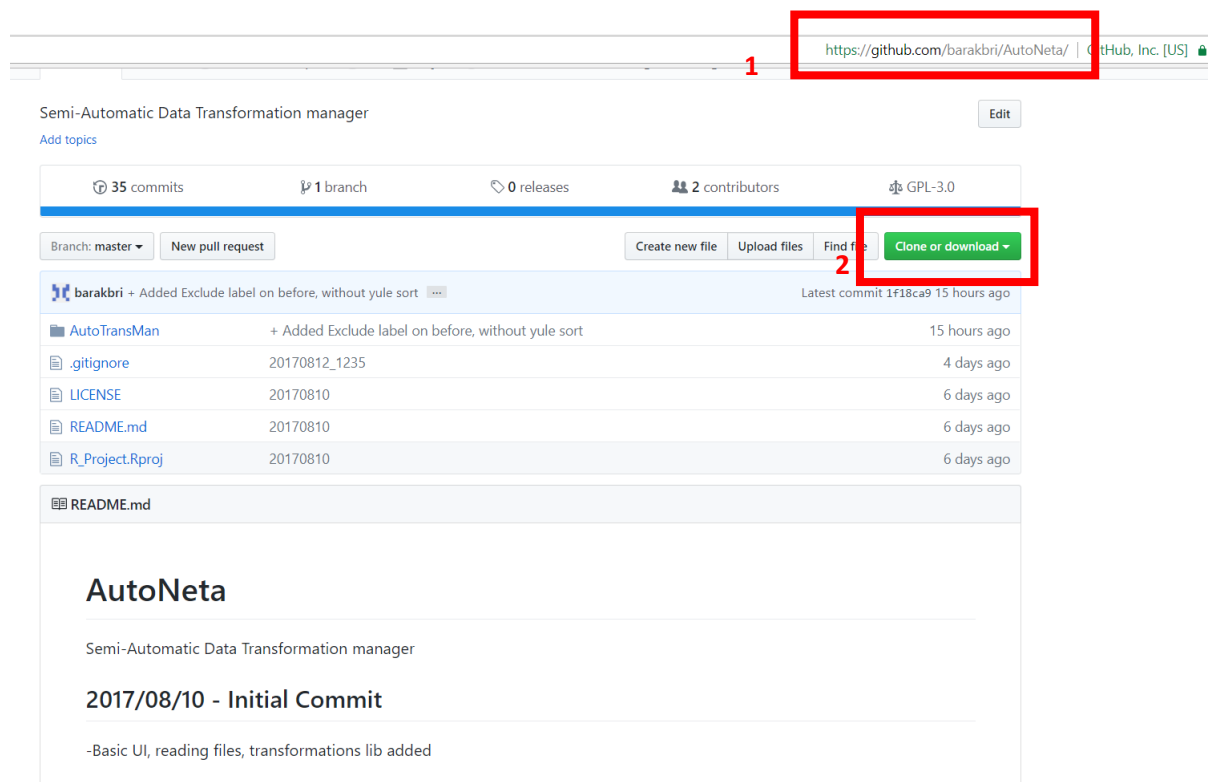 https://github.com/barakbri/AutoNeta/ | GitHub, Inc. [US]
1
Semi-Automatic Data Transformation manager
Edit
Add topics
35 commits 1 branch 0 releases 2 contributors GPL-3.0
Branch: master New pull request Create new file Upload files Find file Clone or download
2
barakbri + Added Exclude label on before, without yule sort ... Latest commit 1f18ca9 15 hours ago
AutoTransMan + Added Exclude label on before, without yule sort 15 hours ago
.gitignore 20170812_1235 4 days ago
LICENSE 20170810 6 days ago
README.md 20170810 6 days ago
R_Project.Rproj 20170810 6 days ago
README.md
AutoNeta
Semi-Automatic Data Transformation manager
2017/08/10 - Initial Commit
-Basic UI, reading files, transformations lib added